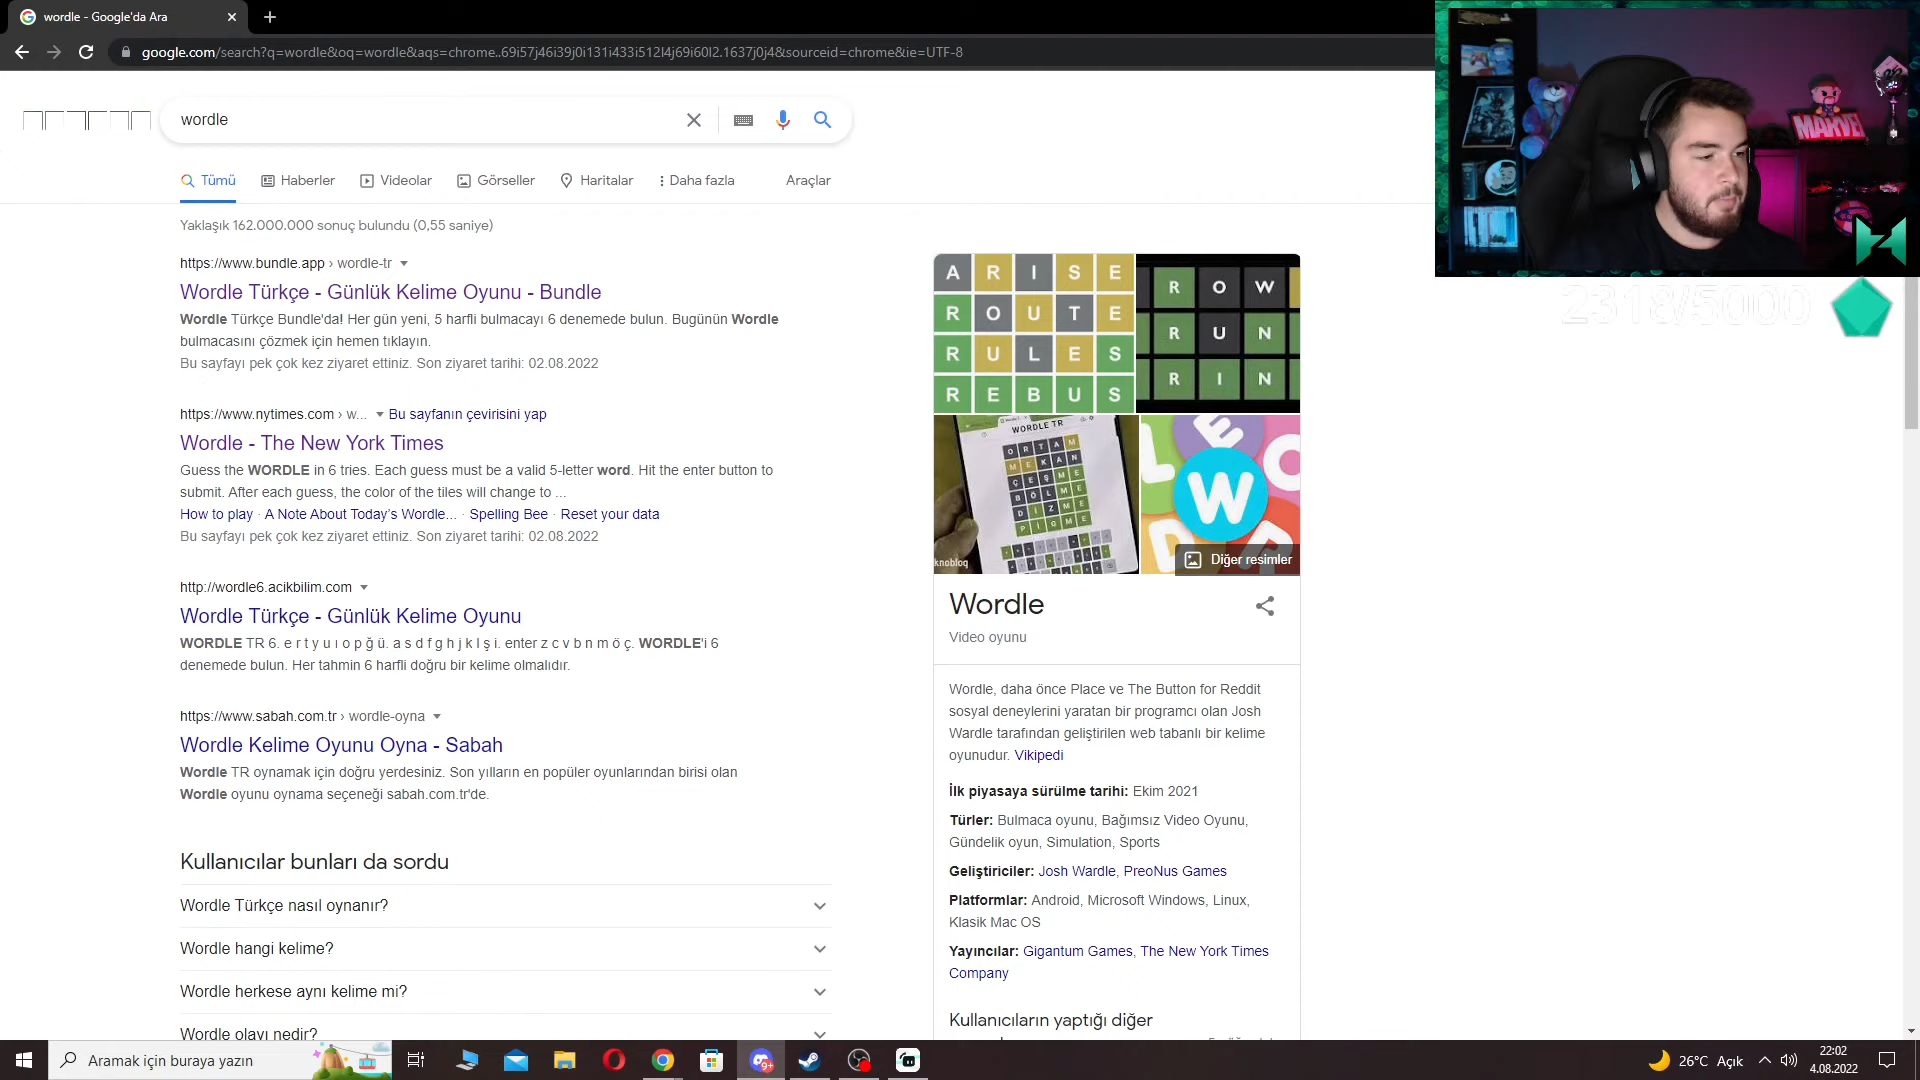 wordle - Google'da Ara
google.com/search?q=wordle&oq=wordle&aqs=chrome..69i57j46i39j0i131i433i512l4j69i60l2.1637j0j4&sourceid=chrome&ie=UTF-8
wordle
Tümü Haberler Videolar Görseller Haritalar Daha fazla Araçlar
Yaklaşık 162.000.000 sonuç bulundu (0,55 saniye)
https://www.bundle.app › wordle-tr
Wordle Türkçe - Günlük Kelime Oyunu - Bundle
Wordle Türkçe Bundle'da! Her gün yeni, 5 harfli bulmacayı 6 denemede bulun. Bugünün Wordle
bulmacasını çözmek için hemen tıklayın.
Bu sayfayı pek çok kez ziyaret ettiniz. Son ziyaret tarihi: 02.08.2022
https://www.nytimes.com › w... Bu sayfanın çevirisini yap
Wordle - The New York Times
Guess the WORDLE in 6 tries. Each guess must be a valid 5-letter word. Hit the enter button to
submit. After each guess, the color of the tiles will change to ...
How to play · A Note About Today's Wordle... · Spelling Bee · Reset your data
Bu sayfayı pek çok kez ziyaret ettiniz. Son ziyaret tarihi: 02.08.2022
http://wordle6.acikbilim.com
Wordle Türkçe - Günlük Kelime Oyunu
WORDLE TR 6. e r t y u ı o p ğ ü. a s d f g h j k l ş i. enter z c v b n m ö ç. WORDLE'i 6
denemede bulun. Her tahmin 6 harfli doğru bir kelime olmalıdır.
https://www.sabah.com.tr › wordle-oyna
Wordle Kelime Oyunu Oyna - Sabah
Wordle TR oynamak için doğru yerdesiniz. Son yılların en popüler oyunlarından birisi olan
Wordle oyunu oynama seçeneği sabah.com.tr'de.
Kullanıcılar bunları da sordu
Wordle Türkçe nasıl oynanır?
Wordle hangi kelime?
Wordle herkese aynı kelime mi?
Wordle olayı nedir?
A R I S E
R O U T E
R U L E S
R E B U S
R O W
R U N
R I N
WORDLE TR
O R T A M
M E K A N
Ç E Ş M E
B Ö L M E
D İ Z M E
P İ Ş M E
knobloq
L E O
W
D
Diğer resimler
Wordle
Video oyunu
Wordle, daha önce Place ve The Button for Reddit
sosyal deneylerini yaratan bir programcı olan Josh
Wardle tarafından geliştirilen web tabanlı bir kelime
oyunudur. Vikipedi
İlk piyasaya sürülme tarihi: Ekim 2021
Türler: Bulmaca oyunu, Bağımsız Video Oyunu,
Gündelik oyun, Simulation, Sports
Geliştiriciler: Josh Wardle, PreoNus Games
Platformlar: Android, Microsoft Windows, Linux,
Klasik Mac OS
Yayıncılar: Gigantum Games, The New York Times
Company
Kullanıcıların yaptığı diğer
MARVEL
2318/5000
Aramak için buraya yazın
9+
26°C Açık
22:02
4.08.2022